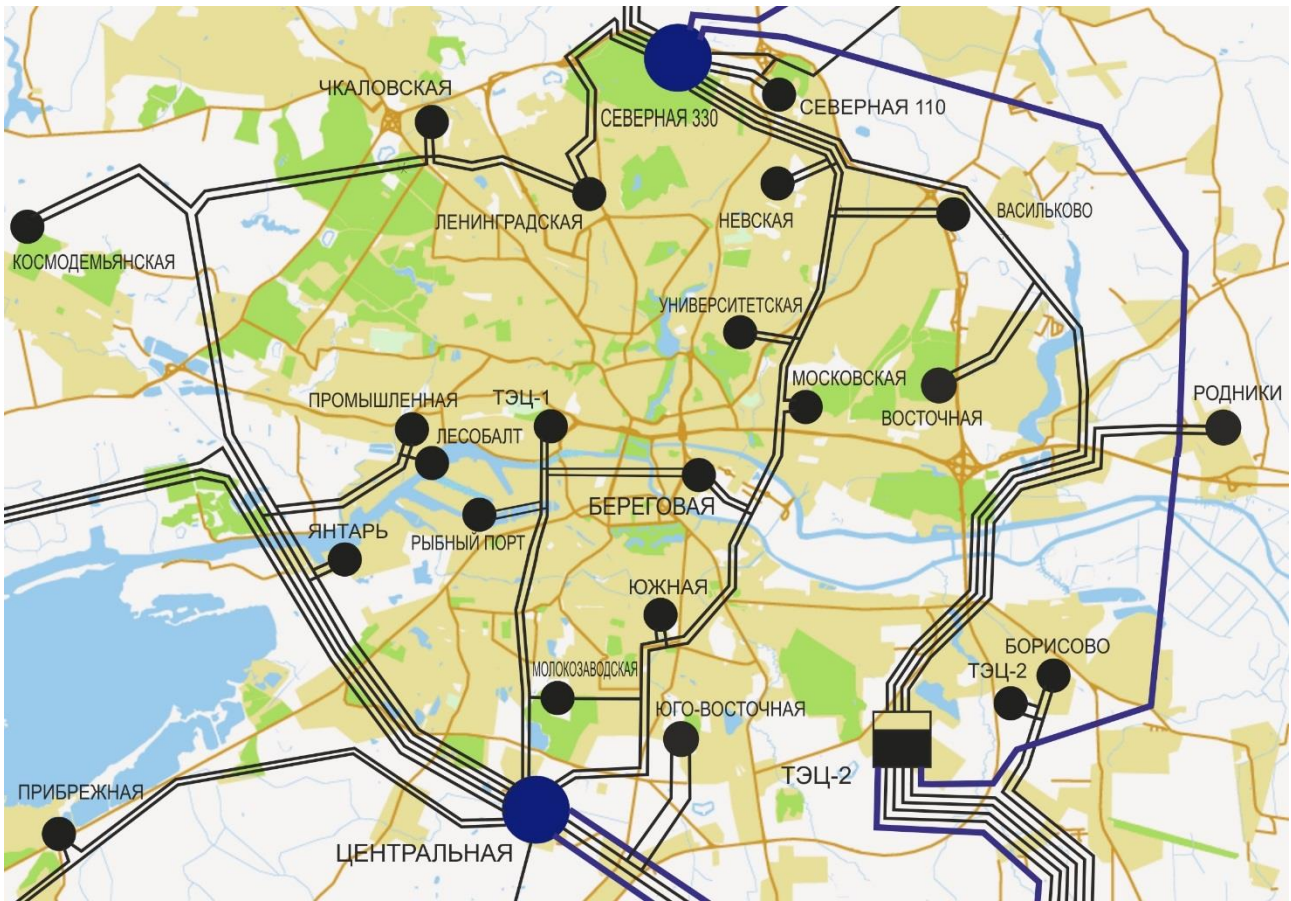 ЧКАЛОВСКАЯ
СЕВЕРНАЯ 330
СЕВЕРНАЯ 110
ЛЕНИНГРАДСКАЯ
НЕВСКАЯ
ВАСИЛЬКОВО
КОСМОДЕМЬЯНСКАЯ
УНИВЕРСИТЕТСКАЯ
МОСКОВСКАЯ
ПРОМЫШЛЕННАЯ
ТЭЦ-1
ВОСТОЧНАЯ
РОДНИКИ
ЛЕСОБАЛТ
БЕРЕГОВАЯ
ЯНТАРЬ
РЫБНЫЙ ПОРТ
ЮЖНАЯ
БОРИСОВО
МОЛОКОЗАВОДСКАЯ
ТЭЦ-2
ЮГО-ВОСТОЧНАЯ
ТЭЦ-2
ПРИБРЕЖНАЯ
ЦЕНТРАЛЬНАЯ